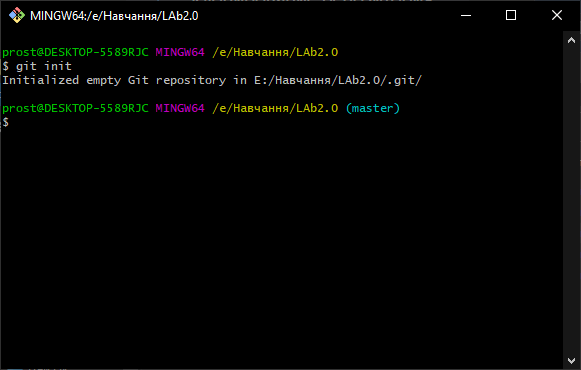 MINGW64:/e/Навчання/LAb2.0
prost@DESKTOP-5589RJC MINGW64 /e/Навчання/LAb2.0
$ git init
Initialized empty Git repository in E:/Навчання/LAb2.0/.git/
prost@DESKTOP-5589RJC MINGW64 /e/Навчання/LAb2.0 (master)
$